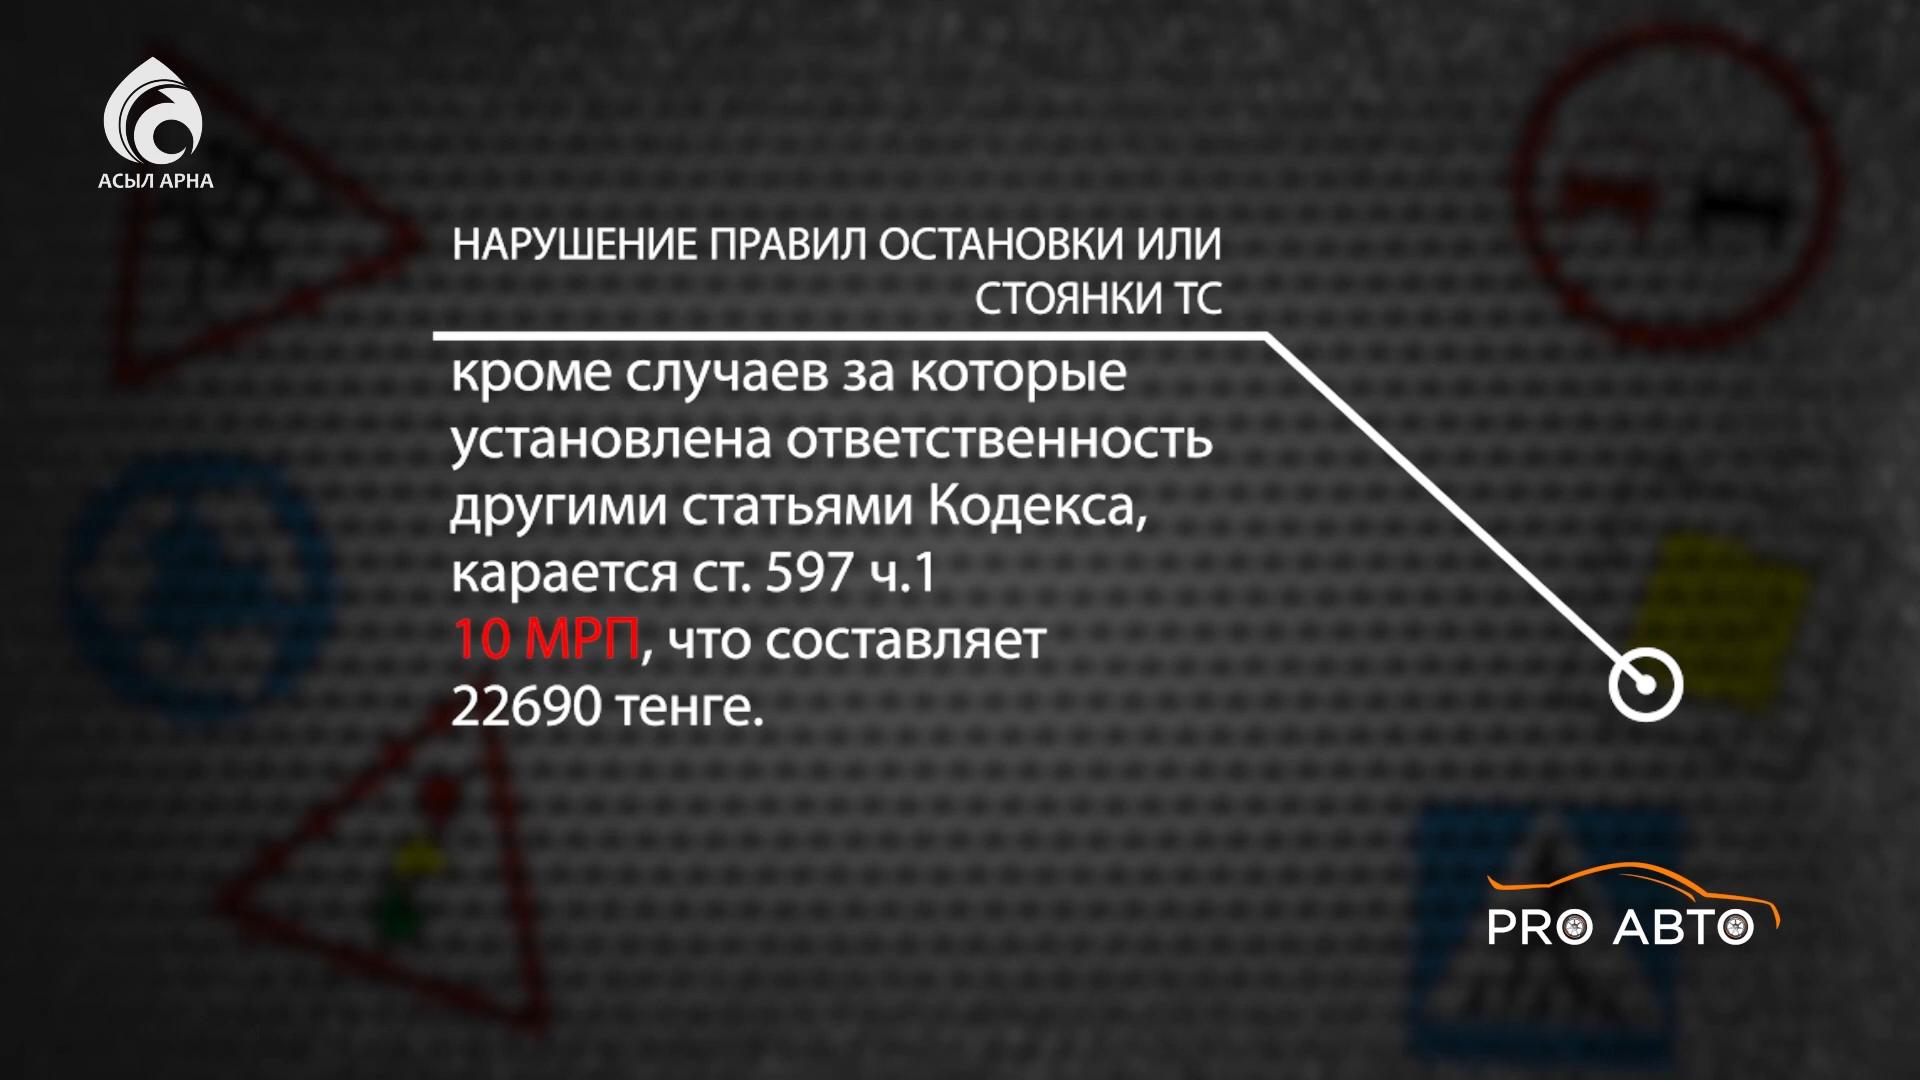 АСЫЛ АРНА
НАРУШЕНИЕ ПРАВИЛ ОСТАНОВКИ ИЛИ
СТОЯНКИ ТС
кроме случаев за которые
установлена ответственность
другими статьями Кодекса,
карается ст. 597 ч.1
10 МРП, что составляет
22690 тенге.
PRO АВТО